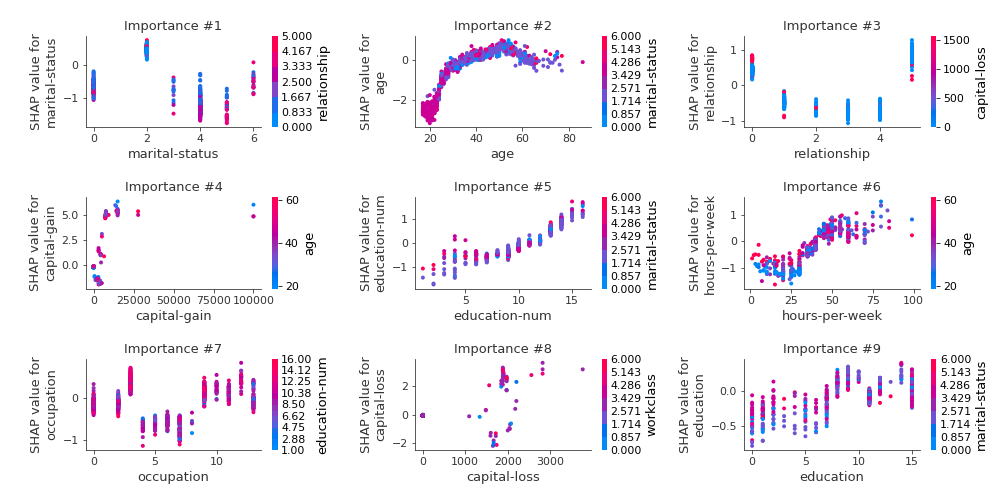 Importance #1
Importance #2
Importance #3
SHAP value for
marital-status
0
−1
0
2
4
6
marital-status
5.000
4.167
3.333
2.500
1.667
0.833
0.000
relationship
SHAP value for
age
0
−2
20
40
60
80
age
6.000
5.143
4.286
3.429
2.571
1.714
0.857
0.000
marital-status
SHAP value for
relationship
1
0
−1
0
2
4
relationship
1500
1000
500
0
capital-loss
Importance #4
Importance #5
Importance #6
SHAP value for
capital-gain
5.0
2.5
0.0
0
25000
50000
75000
100000
capital-gain
60
40
20
age
SHAP value for
education-num
1
0
−1
5
10
15
education-num
6.000
5.143
4.286
3.429
2.571
1.714
0.857
0.000
marital-status
SHAP value for
hours-per-week
1
0
−1
0
25
50
75
100
hours-per-week
60
40
20
age
Importance #7
Importance #8
Importance #9
SHAP value for
occupation
0
−1
0
5
10
occupation
16.00
14.12
12.25
10.38
8.50
6.62
4.75
2.88
1.00
education-num
SHAP value for
capital-loss
2
0
−2
0
1000
2000
3000
capital-loss
6.000
5.143
4.286
3.429
2.571
1.714
0.857
0.000
workclass
SHAP value for
education
0.0
−0.5
0
5
10
15
education
6.000
5.143
4.286
3.429
2.571
1.714
0.857
0.000
marital-status